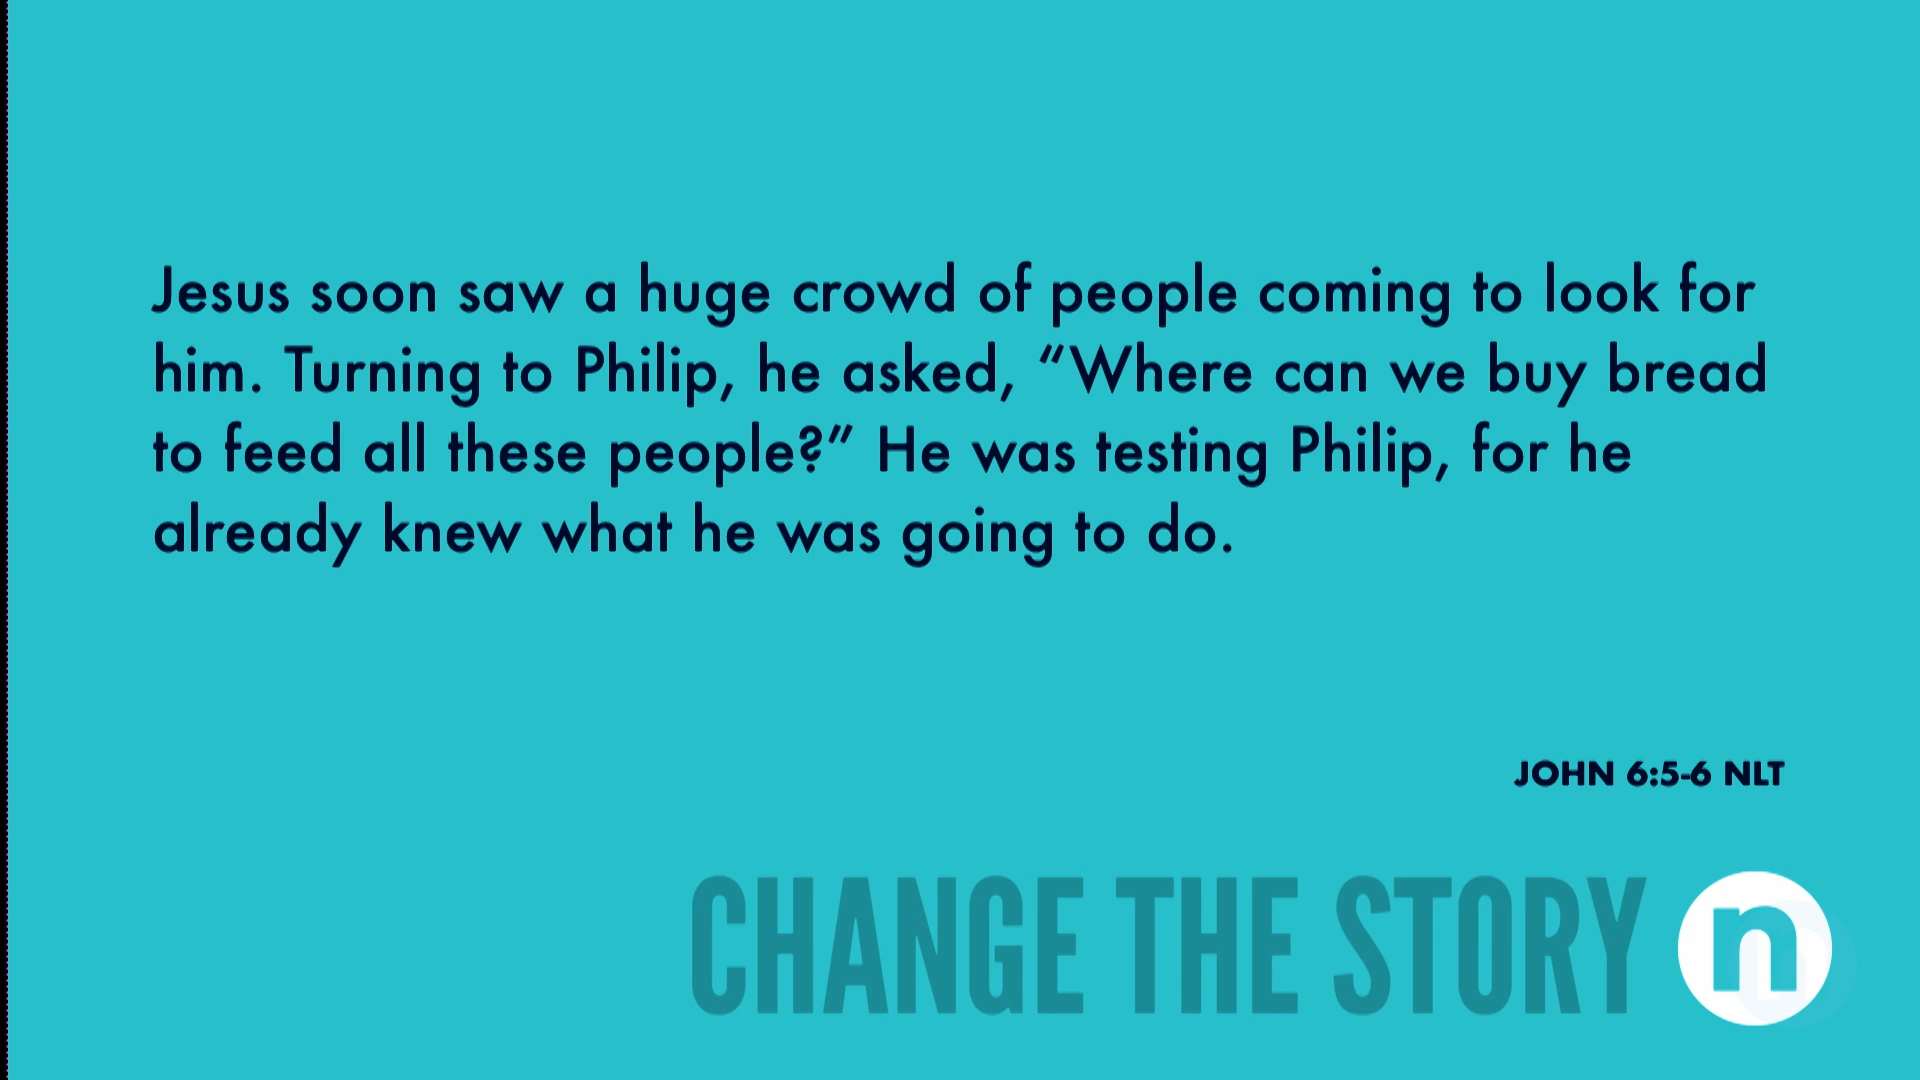 Jesus soon saw a huge crowd of people coming to look for
him. Turning to Philip, he asked, “Where can we buy bread
to feed all these people?” He was testing Philip, for he
already knew what he was going to do.
JOHN 6:5-6 NLT
CHANGE THE STORY
n